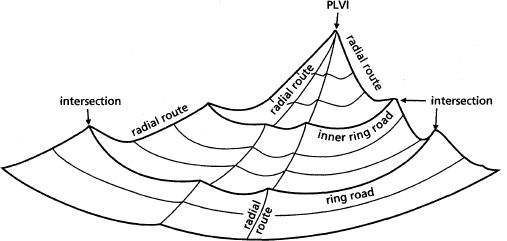 PLVI
radial route
radial route
intersection
radial route
intersection
inner ring road
ring road
radial
route